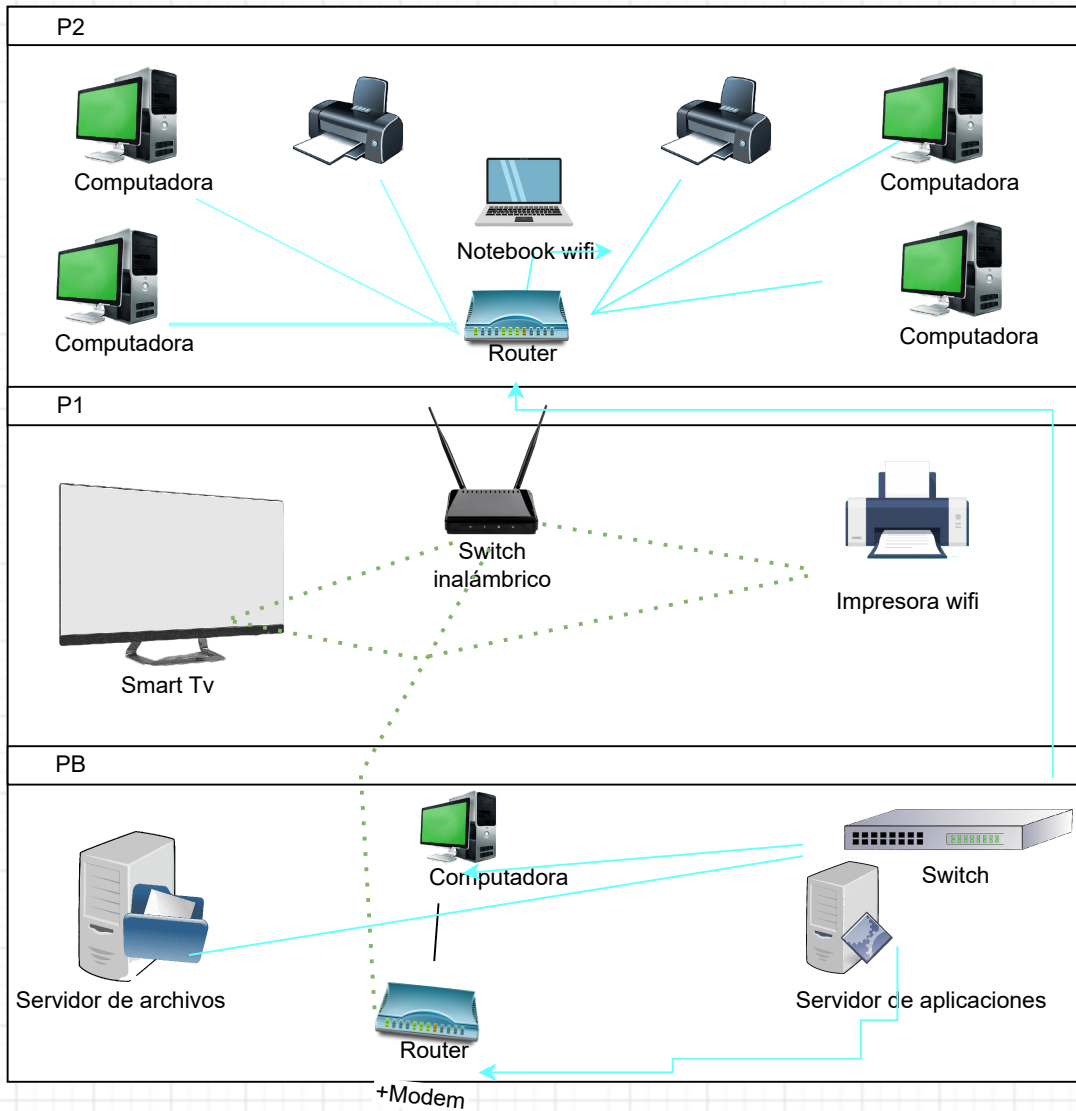 P2
Computadora
Computadora
Notebook wifi
Computadora
Computadora
Router
P1
Switch
inalámbrico
Impresora wifi
Smart Tv
PB
Computadora
Switch
Servidor de archivos
Servidor de aplicaciones
Router
+Modem